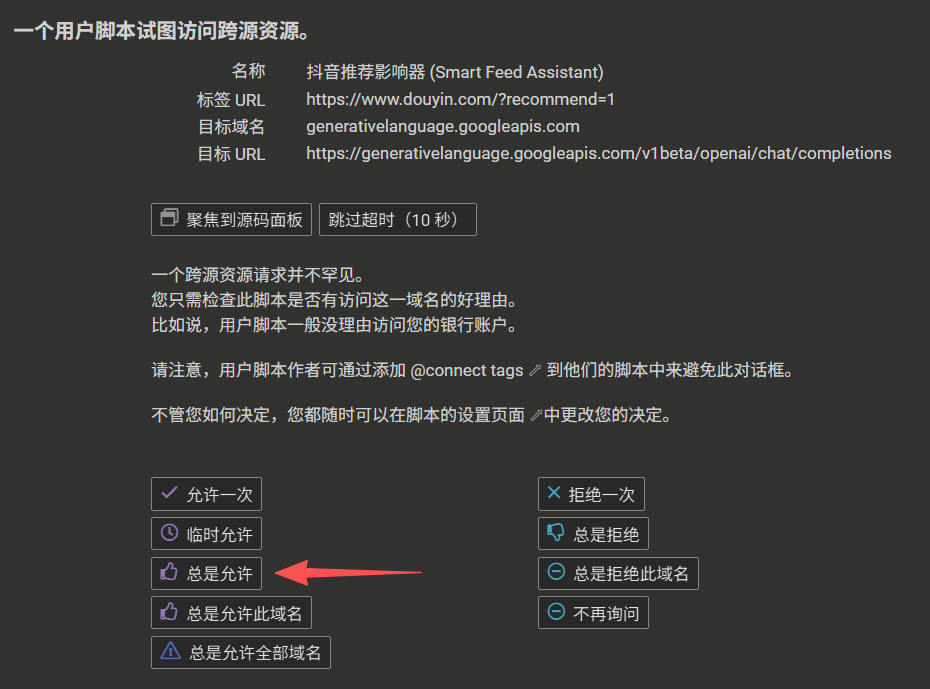 一个用户脚本试图访问跨源资源。
名称 抖音推荐影响器 (Smart Feed Assistant)
标签 URL https://www.douyin.com/?recommend=1
目标域名 generativelanguage.googleapis.com
目标 URL https://generativelanguage.googleapis.com/v1beta/openai/chat/completions
聚焦到源码面板 跳过超时（10 秒）
一个跨源资源请求并不罕见。
您只需检查此脚本是否有访问这一域名的好理由。
比如说，用户脚本一般没理由访问您的银行账户。
请注意，用户脚本作者可通过添加 @connect tags 到他们的脚本中来避免此对话框。
不管您如何决定，您都随时可以在脚本的设置页面 中更改您的决定。
允许一次 拒绝一次
临时允许 总是拒绝
总是允许 总是拒绝此域名
总是允许此域名 不再询问
总是允许全部域名